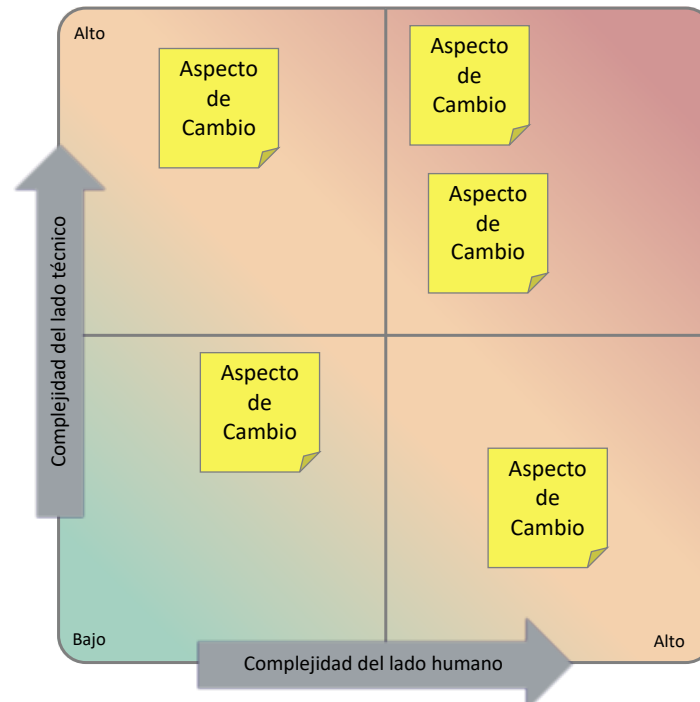 Alto
Aspecto
de
Cambio
Aspecto
de
Cambio
Aspecto
de
Cambio
Complejidad del lado técnico
Aspecto
de
Cambio
Aspecto
de
Cambio
Bajo
Complejidad del lado humano
Alto